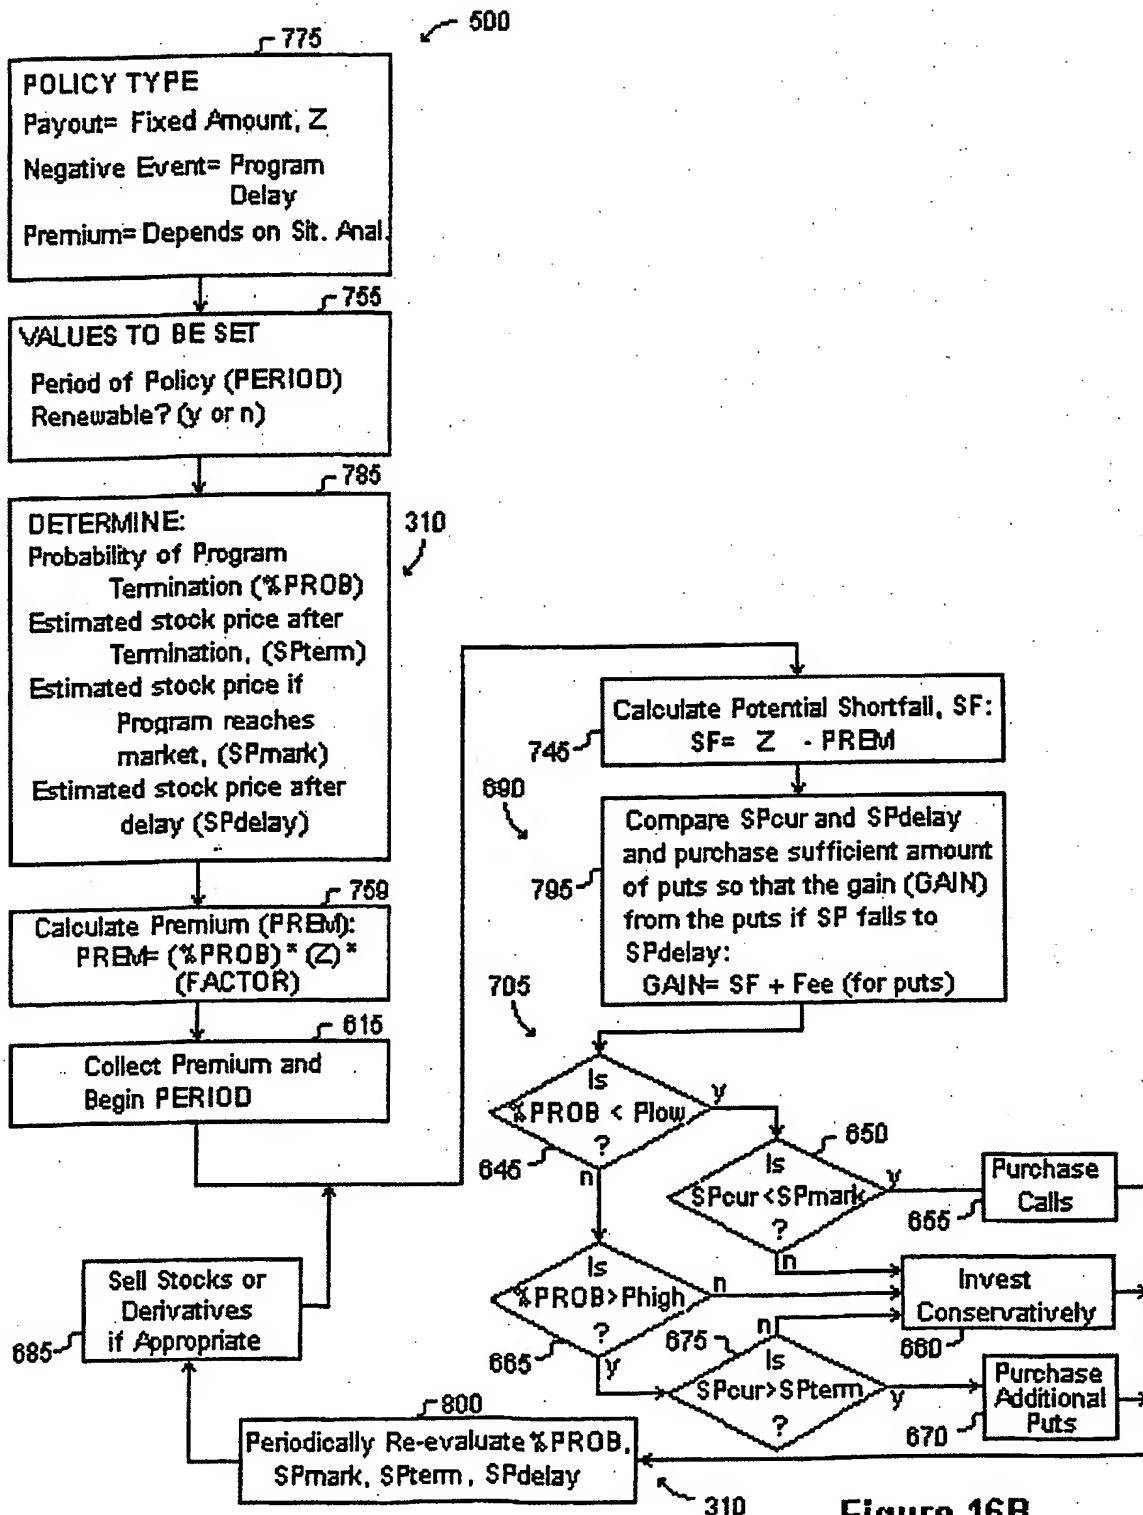 500
775
POLICY TYPE
Payout= Fixed Amount, Z
Negative Event= Program
Delay
Premium= Depends on Sit. Anal.
755
VALUES TO BE SET
Period of Policy (PERIOD)
Renewable? (y or n)
785
DETERMINE:
Probability of Program
Termination (%PROB)
Estimated stock price after
Termination, (SPterm)
Estimated stock price if
Program reaches
market, (SPmark)
Estimated stock price after
delay (SPdelay)
310
759
Calculate Premium (PREM):
PREM= (%PROB)* (Z)*
(FACTOR)
615
Collect Premium and
Begin PERIOD
Calculate Potential Shortfall, SF:
SF= Z - PREM
745
690
Compare SPcur and SPdelay
and purchase sufficient amount
of puts so that the gain (GAIN)
from the puts if SP falls to
SPdelay:
GAIN= SF + Fee (for puts)
795
705
Is
%PROB < Plow
?
645
y
n
650
Is
SPcur<SPmark
?
y
n
Purchase
Calls
655
Is
%PROB>Phigh
?
665
n
y
Invest
Conservatively
660
675
n
Is
SPcur>SPterm
?
y
Purchase
Additional
Puts
670
Sell Stocks or
Derivatives
if Appropriate
685
800
Periodically Re-evaluate %PROB,
SPmark, SPterm, SPdelay
310
Figure 16B